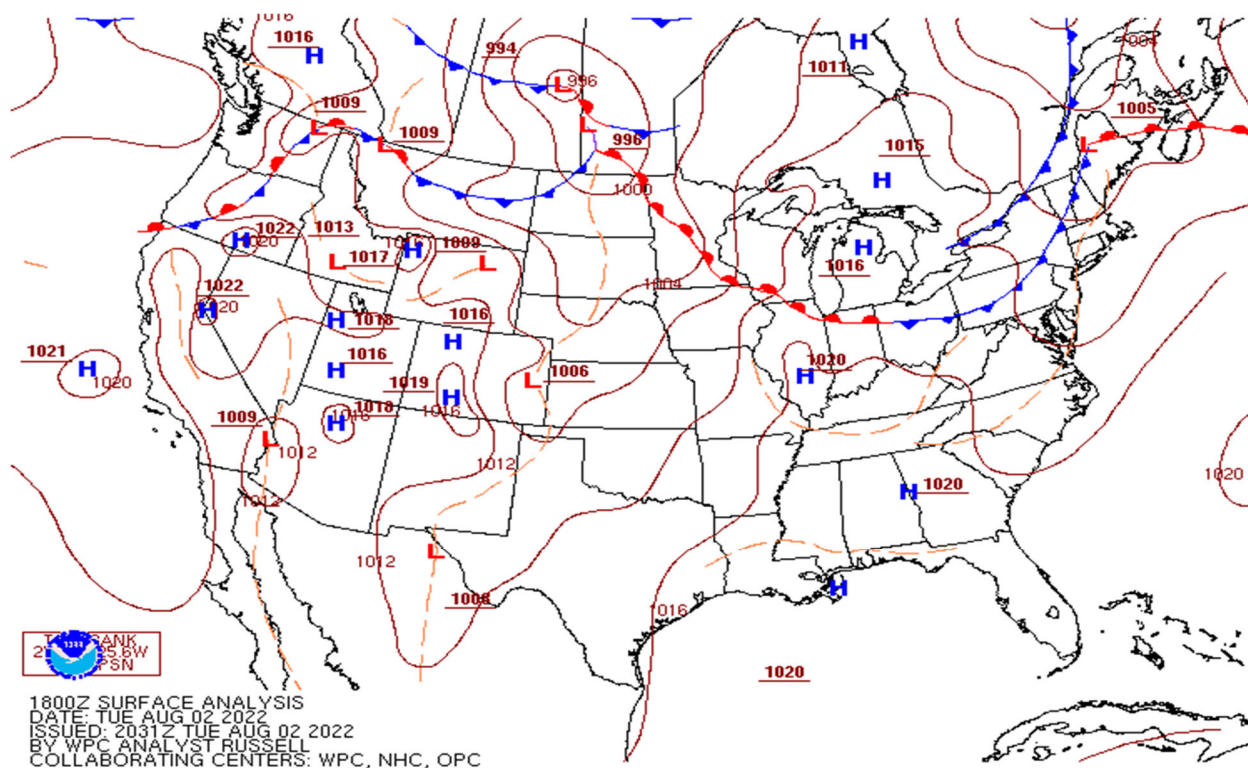 1016
1016
H
994
L
996
1011
H
1004
1009
L
1009
L
L
996
1005
L
1015
H
1000
1022
H
1020
1013
1017
L
H
1009
L
1016
H
1004
1022
H
1020
H
1018
1016
H
1021
H
1020
H
1016
1019
H
1016
1006
L
1020
H
1009
L
1012
1018
H
1012
1012
1020
H
1020
1012
L
1008
1016
H
1020
1800Z SURFACE ANALYSIS
DATE: TUE AUG 02 2022
ISSUED: 2031Z TUE AUG 02 2022
BY WPC ANALYST RUSSELL
COLLABORATING CENTERS: WPC, NHC, OPC